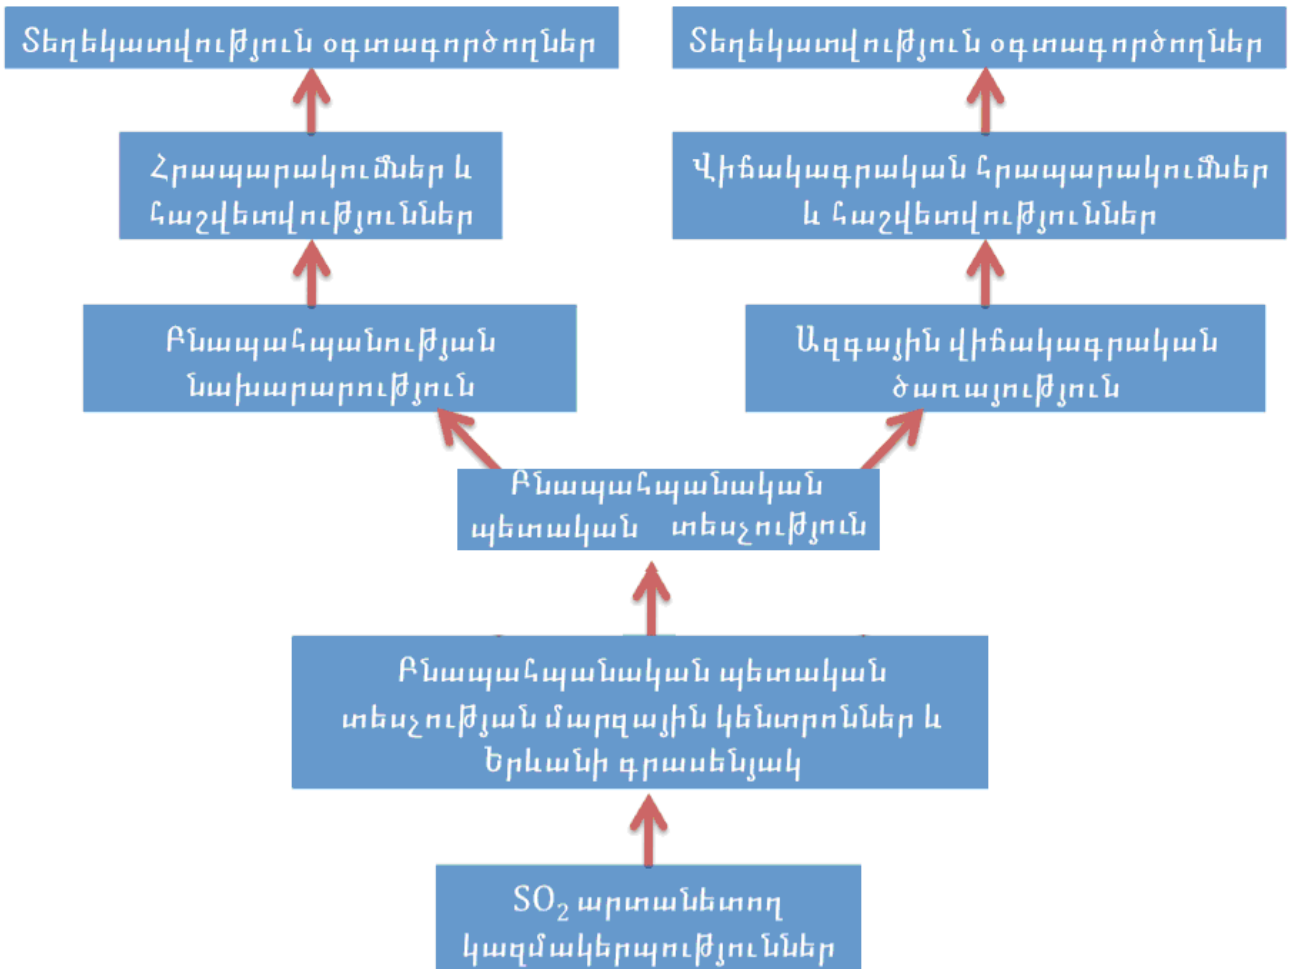 Տեղեկատվություն օգտագործողներ
Տեղեկատվություն օգտագործողներ
Հրապարակումներ և
հաշվետվություններ
Վիճակագրական հրապարակումներ
և հաշվետվություններ
Բնապահպանության
նախարարություն
Ազգային վիճակագրական
ծառայություն
Բնապահպանական
պետական տեսչություն
Բնապահպանական պետական
տեսչության մարզային կենտրոններ և
Երևանի գրասենյակ
SO₂ արտանետող
կազմակերպություններ